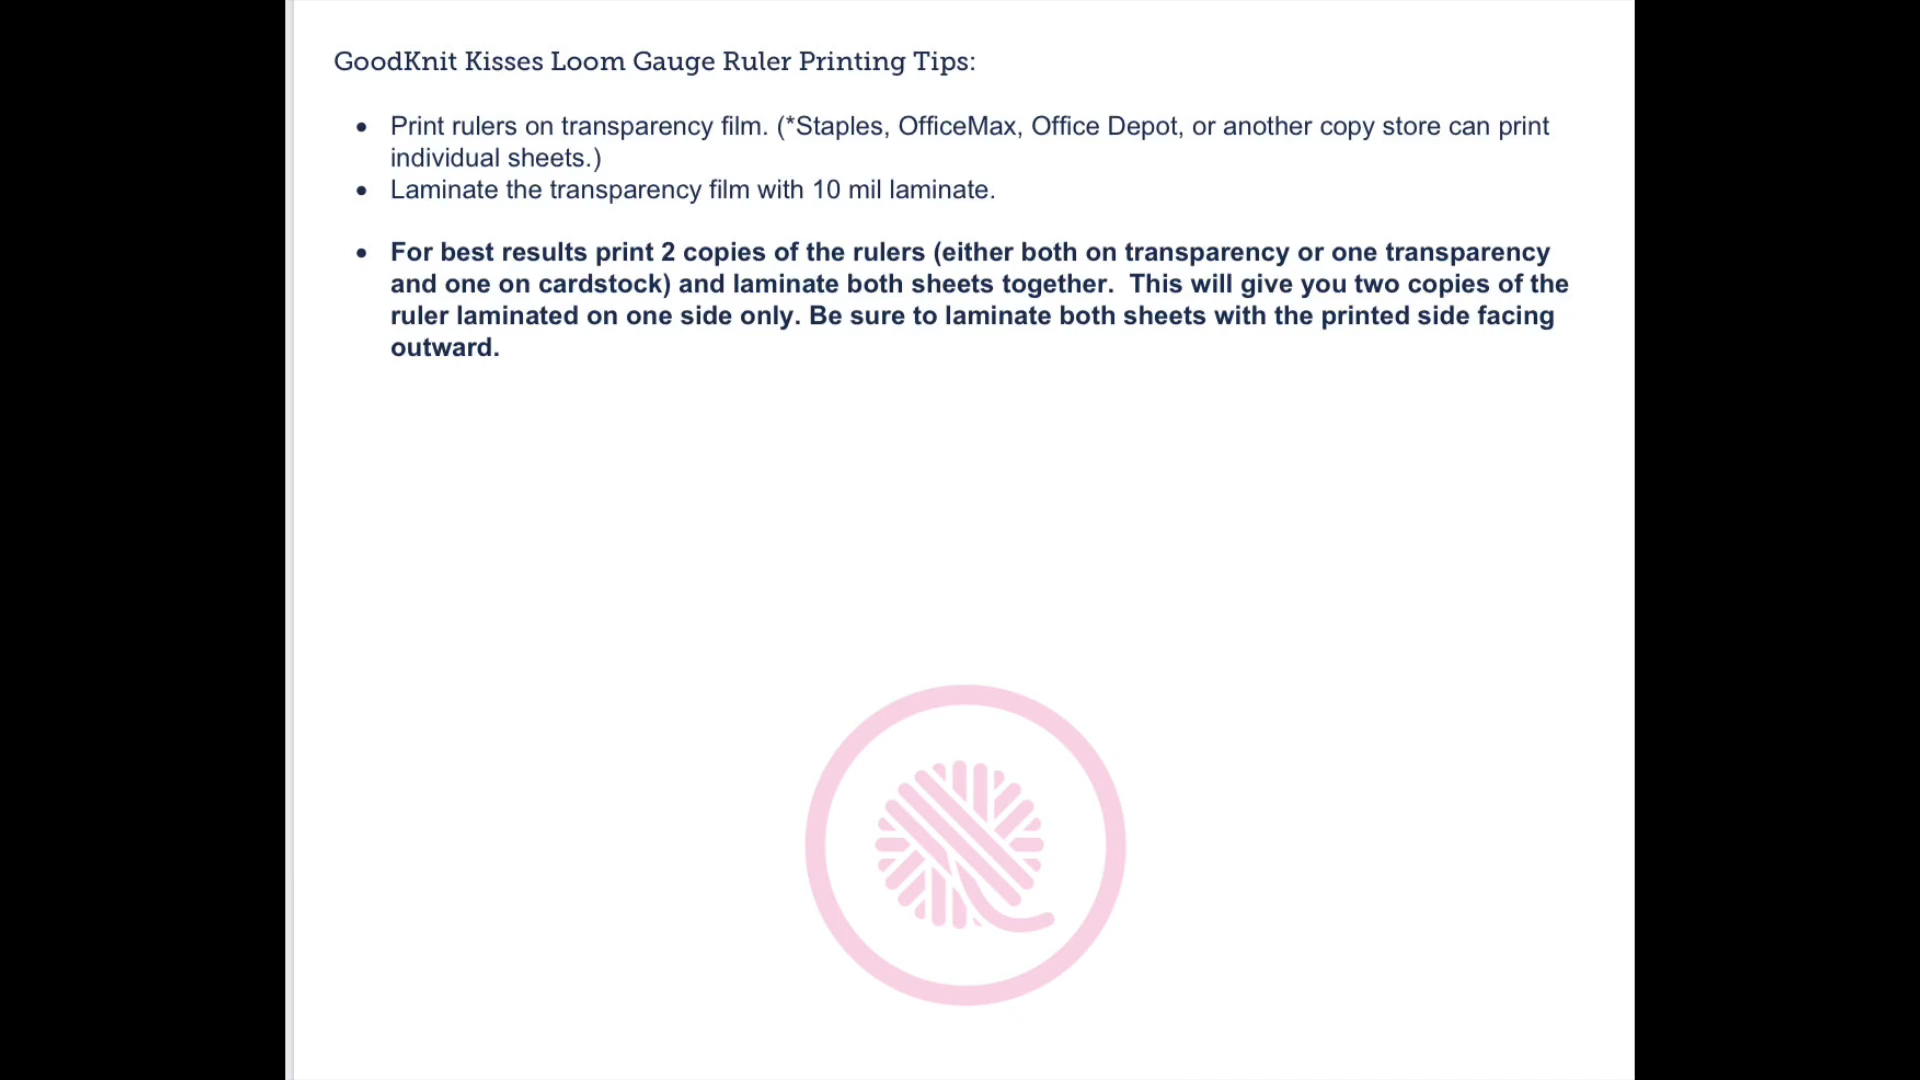 GoodKnit Kisses Loom Gauge Ruler Printing Tips:
• Print rulers on transparency film. (*Staples, OfficeMax, Office Depot, or another copy store can print
individual sheets.)
• Laminate the transparency film with 10 mil laminate.
• For best results print 2 copies of the rulers (either both on transparency or one transparency
and one on cardstock) and laminate both sheets together.  This will give you two copies of the
ruler laminated on one side only. Be sure to laminate both sheets with the printed side facing
outward.